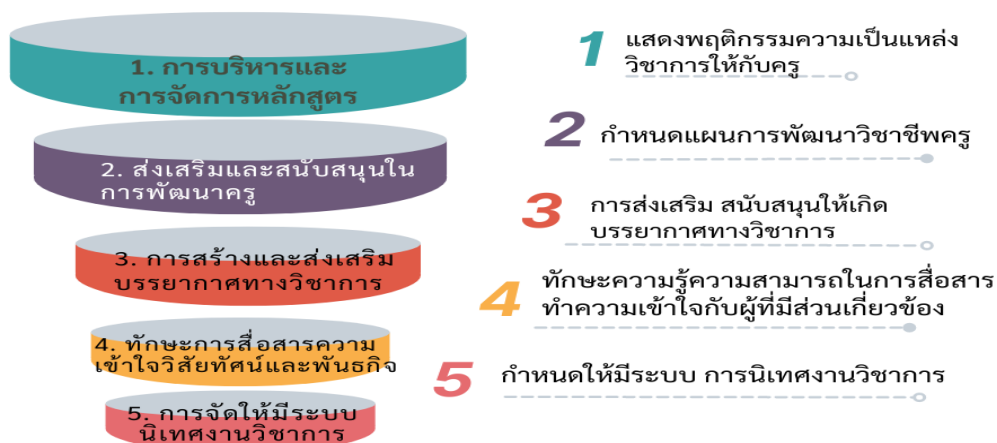 1. การบริหารและ
การจัดการหลักสูตร
2. ส่งเสริมและสนับสนุนใน
การพัฒนาครู
3. การสร้างและส่งเสริม
บรรยากาศทางวิชาการ
4. ทักษะการสื่อสารความ
เข้าใจวิสัยทัศน์และพันธกิจ
5. การจัดให้มีระบบ
นิเทศงานวิชาการ
1 แสดงพฤติกรรมความเป็นแหล่ง
วิชาการให้กับครู
2 กำหนดแผนการพัฒนาวิชาชีพครู
3 การส่งเสริม สนับสนุนให้เกิด
บรรยากาศทางวิชาการ
4 ทักษะความรู้ความสามารถในการสื่อสาร
ทำความเข้าใจกับผู้ที่มีส่วนเกี่ยวข้อง
5 กำหนดให้มีระบบ การนิเทศงานวิชาการ